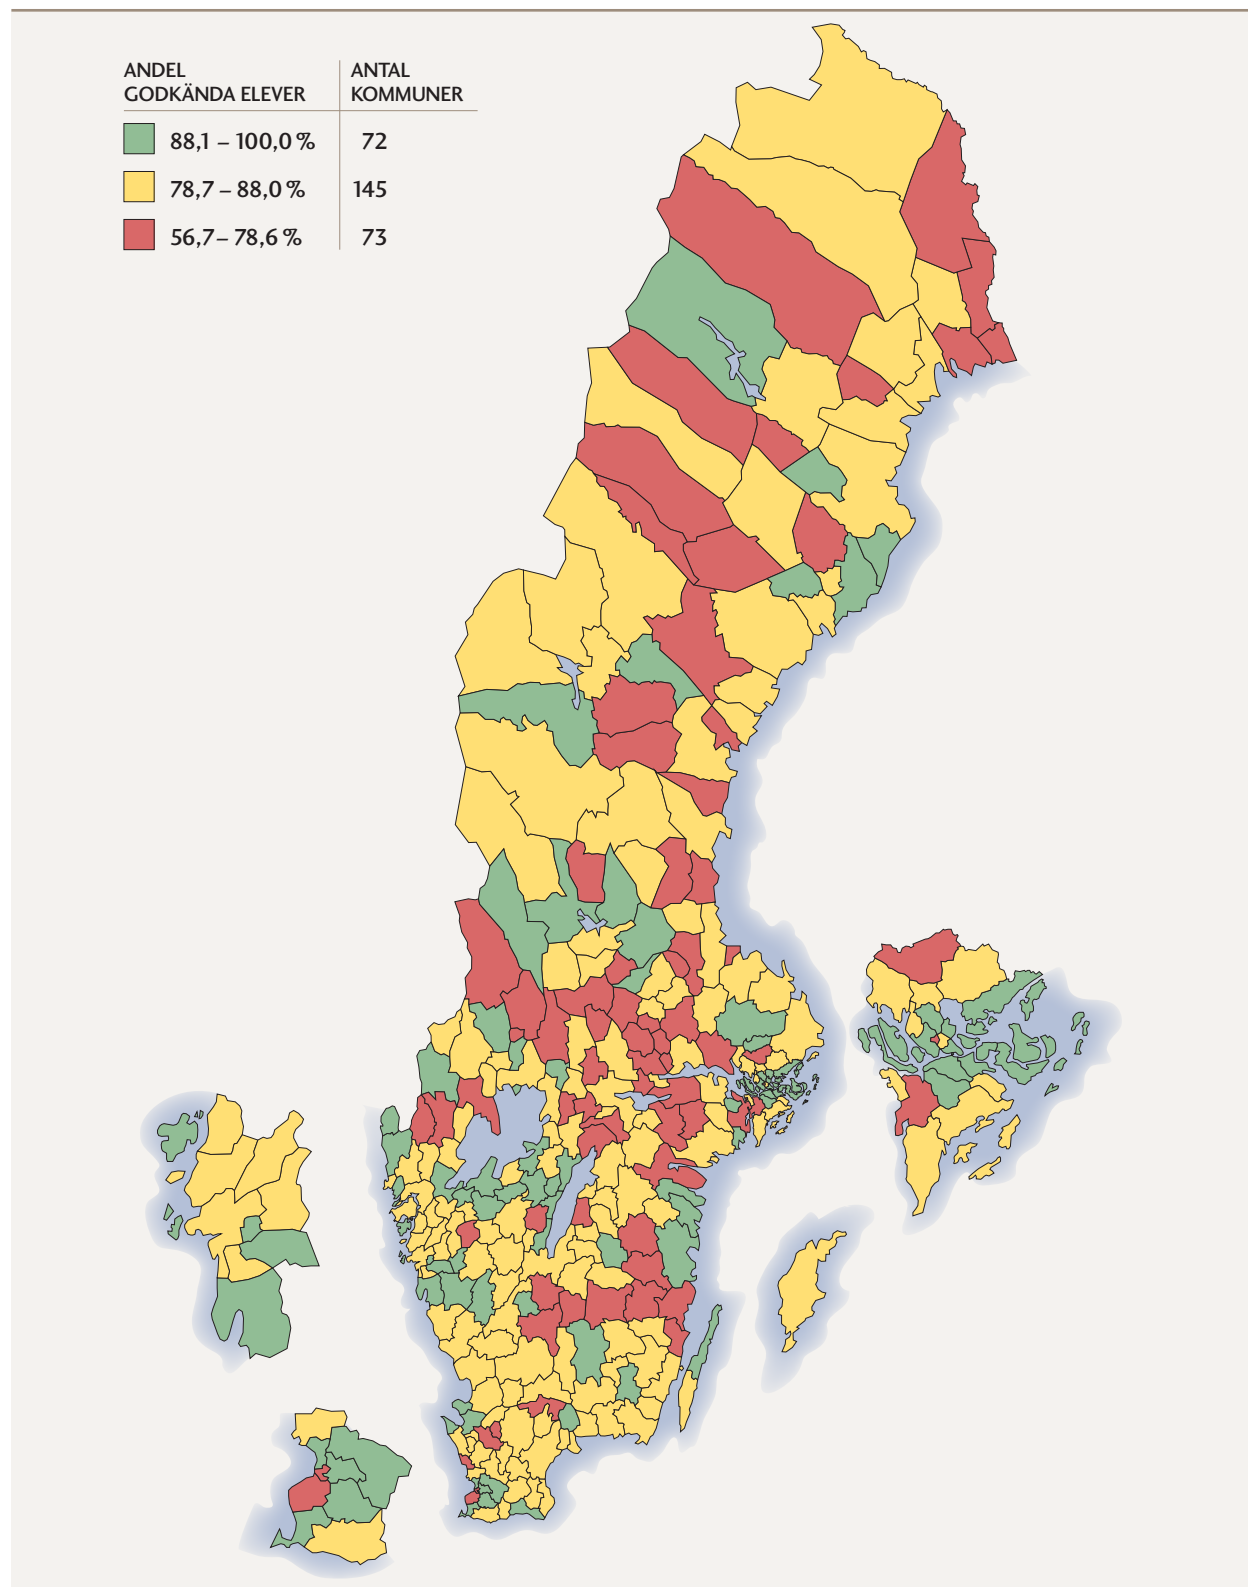 ANDEL
GODKÄNDA ELEVER
ANTAL
KOMMUNER
88,1 – 100,0 % 72
78,7 – 88,0 % 145
56,7 – 78,6 % 73